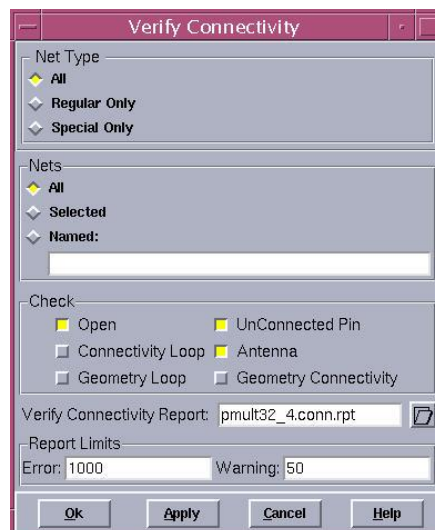 Verify Connectivity
Net Type
All
Regular Only
Special Only
Nets
All
Selected
Named:
Check
Open UnConnected Pin
Connectivity Loop Antenna
Geometry Loop Geometry Connectivity
Verify Connectivity Report: pmult32_4.conn.rpt
Report Limits
Error: 1000 Warning: 50
Ok Apply Cancel Help